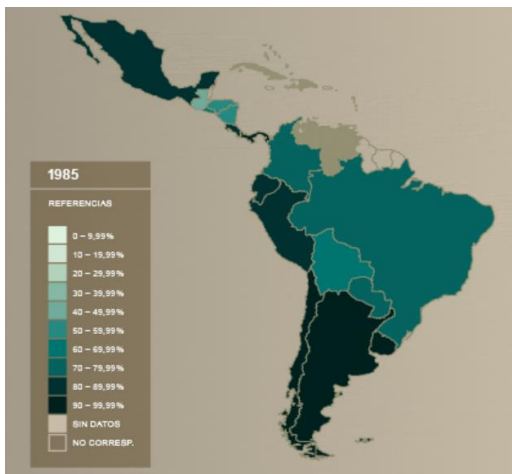 1985
REFERENCIAS
0 – 9,99%
10 – 19,99%
20 – 29,99%
30 – 39,99%
40 – 49,99%
50 – 59,99%
60 – 69,99%
70 – 79,99%
80 – 89,99%
90 – 99,99%
SIN DATOS
NO CORRESP.